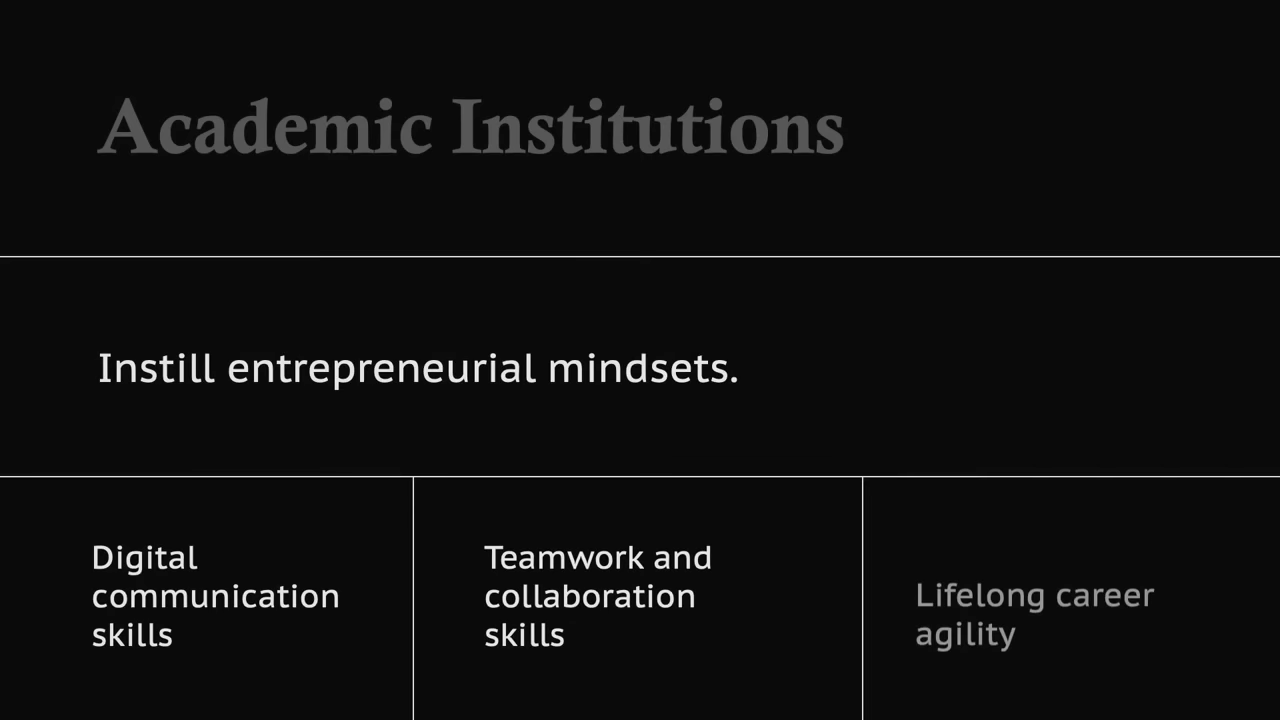 Academic Institutions
Instill entrepreneurial mindsets.
Digital
communication
skills
Teamwork and
collaboration
skills
Lifelong career
agility